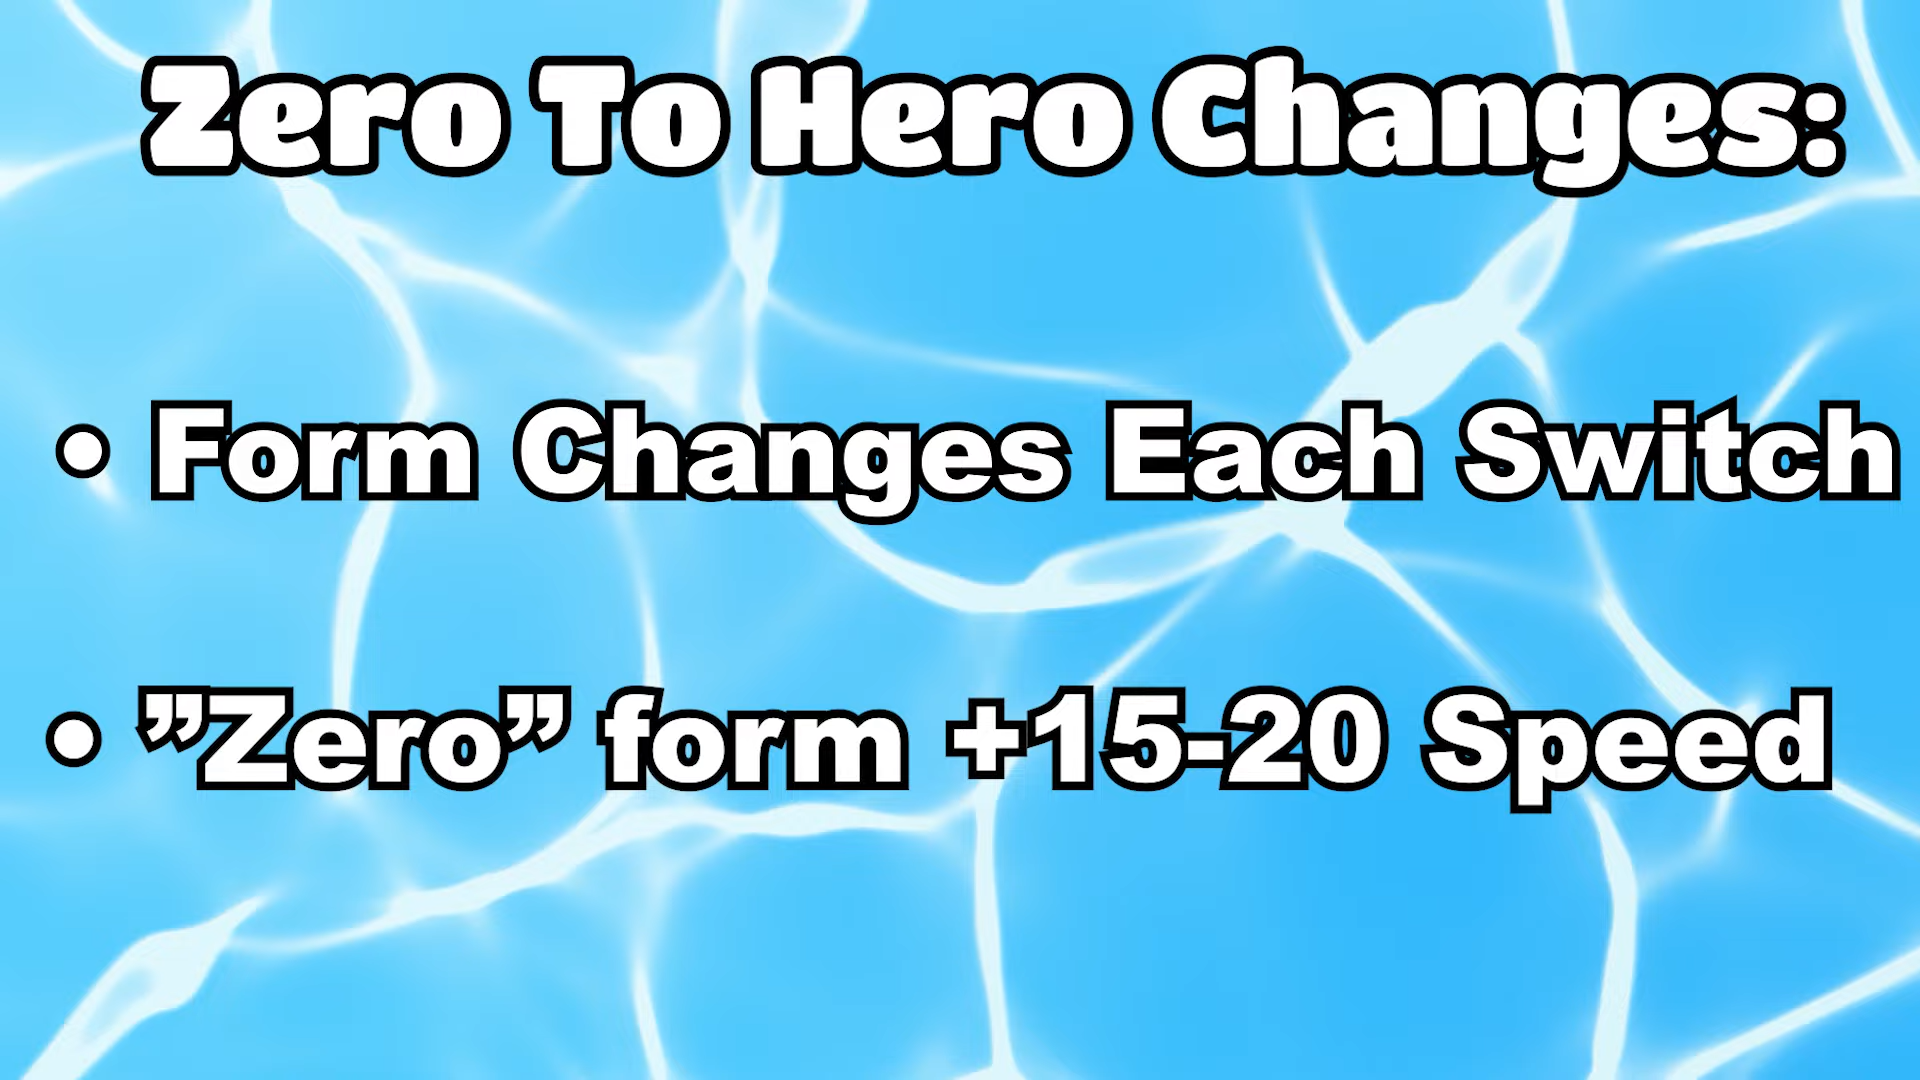 Zero To Hero Changes:
• Form Changes Each Switch
• ”Zero” form +15-20 Speed